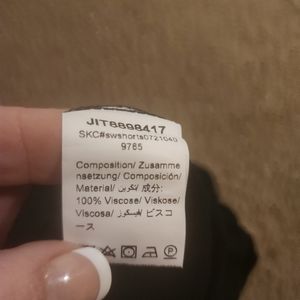 JIT8898417
SKC#swshorts0721040
9765
Composition/ Zusamme
nsetzung/ Composición/
Material/ تكوين/ 成分:
100% Viscose/ Viskose/
Viscosa/ فيسكوز/ ビスコ
ース
P